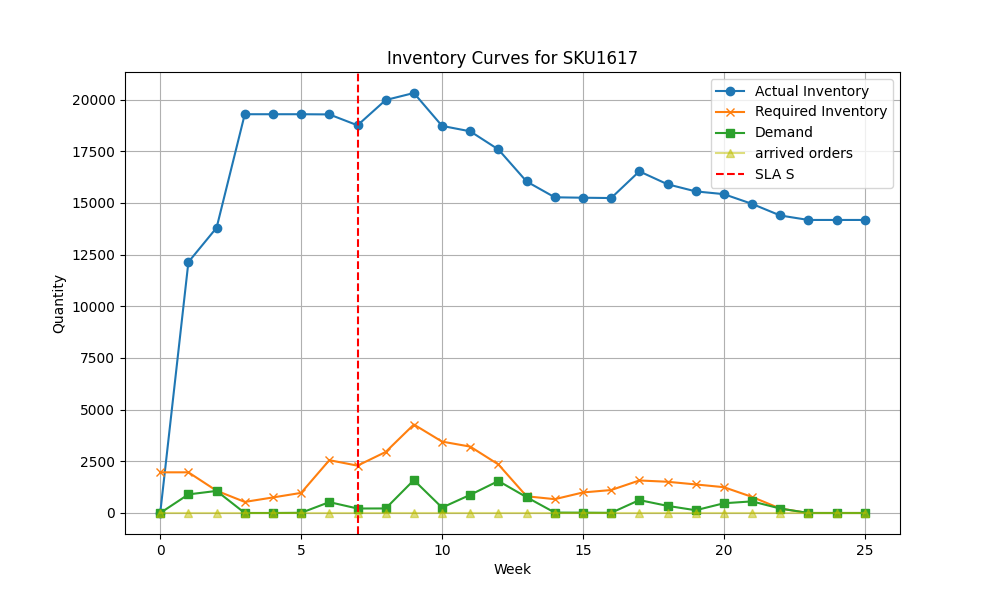 Inventory Curves for SKU1617
Actual Inventory
Required Inventory
Demand
arrived orders
SLA S
Quantity
20000
17500
15000
12500
10000
7500
5000
2500
0
0 5 10 15 20 25
Week